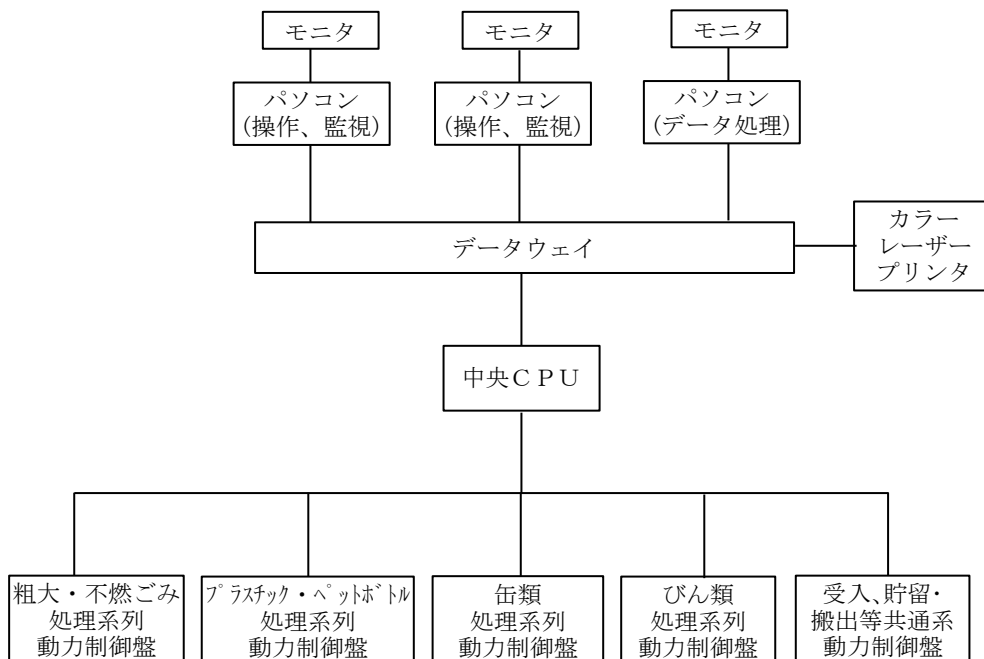 モニタ
モニタ
モニタ
パソコン
(操作、監視)
パソコン
(操作、監視)
パソコン
(データ処理)
データウェイ
カラー
レーザー
プリンタ
中央ＣＰＵ
粗大・不燃ごみ
処理系列
動力制御盤
ﾌﾟﾗｽﾁｯｸ・ﾍﾟｯﾄﾎﾞﾄﾙ
処理系列
動力制御盤
缶類
処理系列
動力制御盤
びん類
処理系列
動力制御盤
受入、貯留・
搬出等共通系
動力制御盤